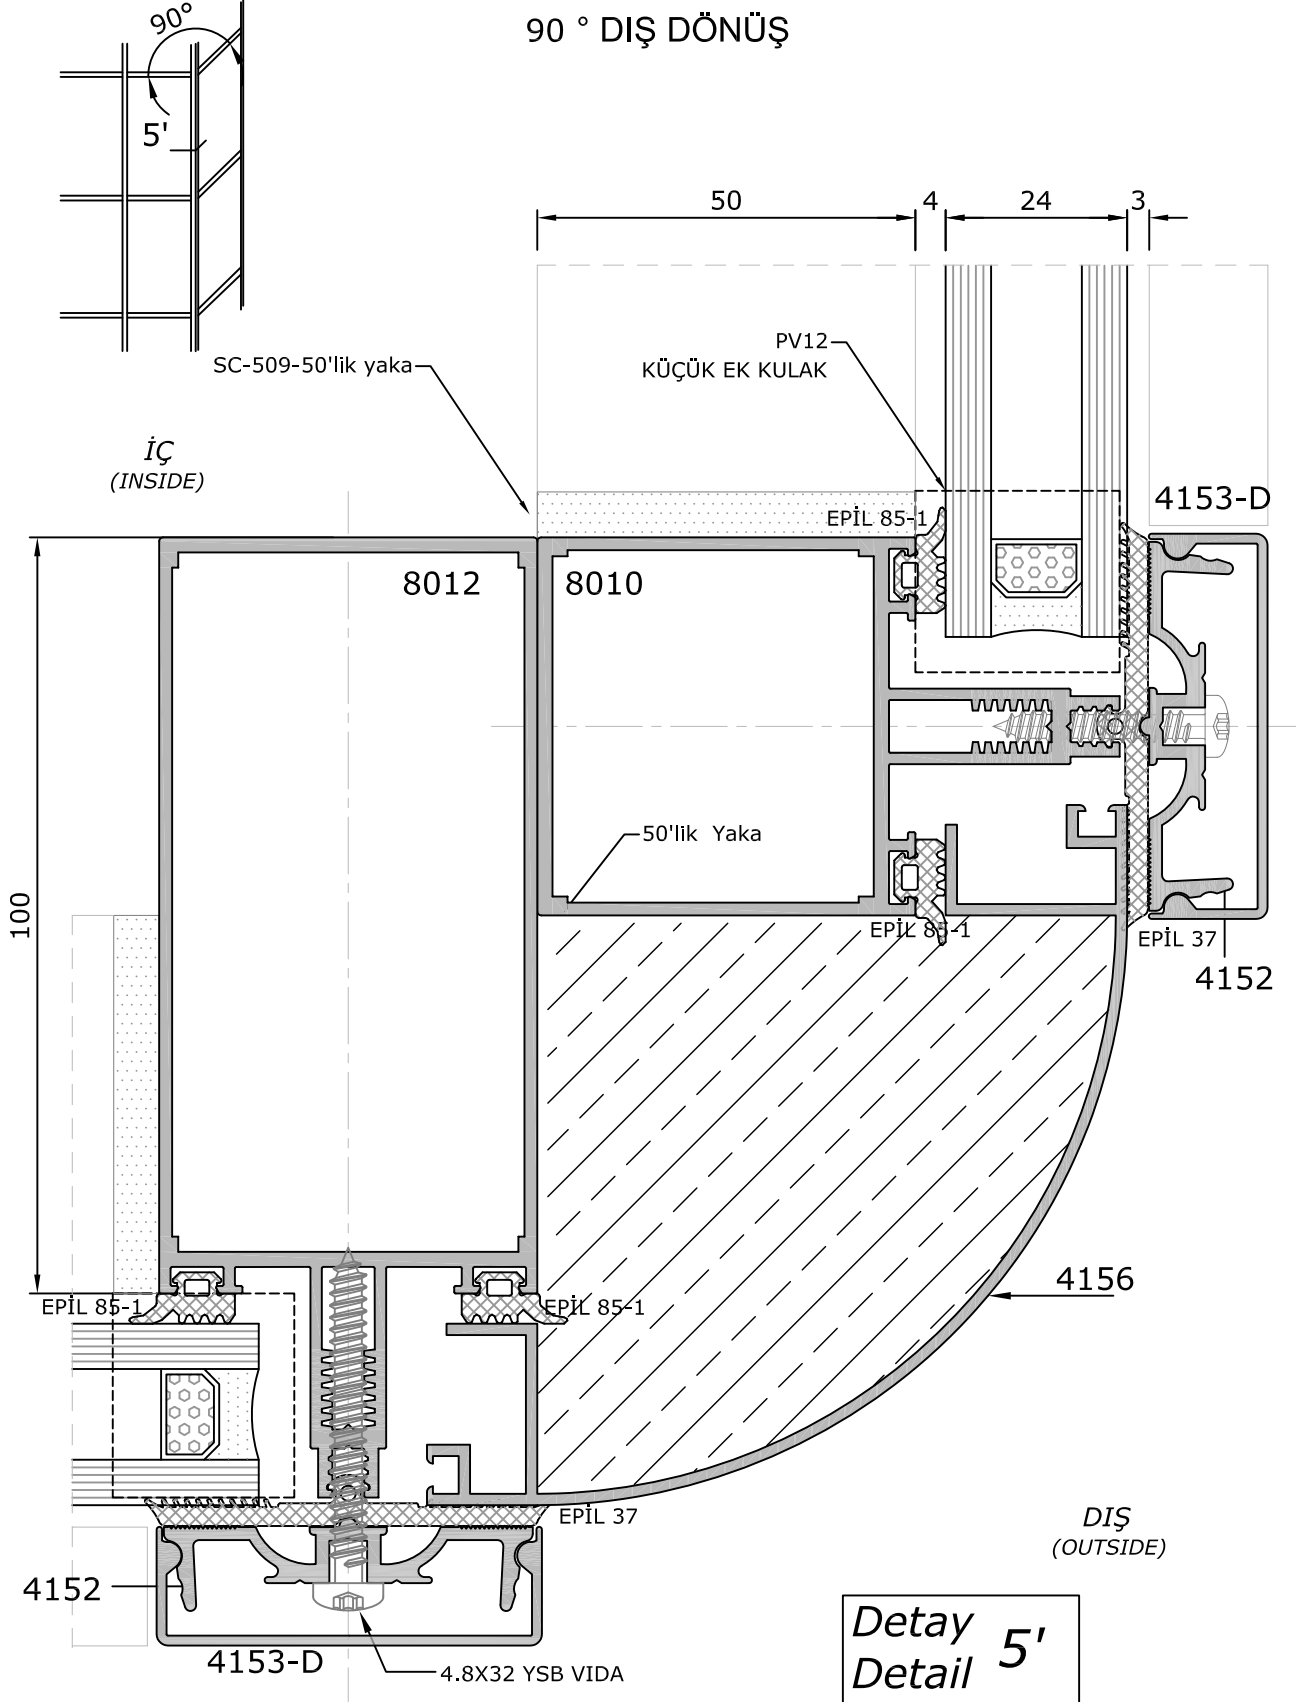 90 ° DIŞ DÖNÜŞ
90°
5'
50
4
24
3
SC-509-50'lik yaka
PV12
KÜÇÜK EK KULAK
İÇ
(INSIDE)
4153-D
EPİL 85-1
8012
8010
50'lik Yaka
100
EPİL 85-1
EPİL 37
4152
4156
EPİL 85-1
EPİL 85-1
EPİL 37
DIŞ
(OUTSIDE)
4152
4153-D
4.8X32 YSB VIDA
Detay
Detail
5'